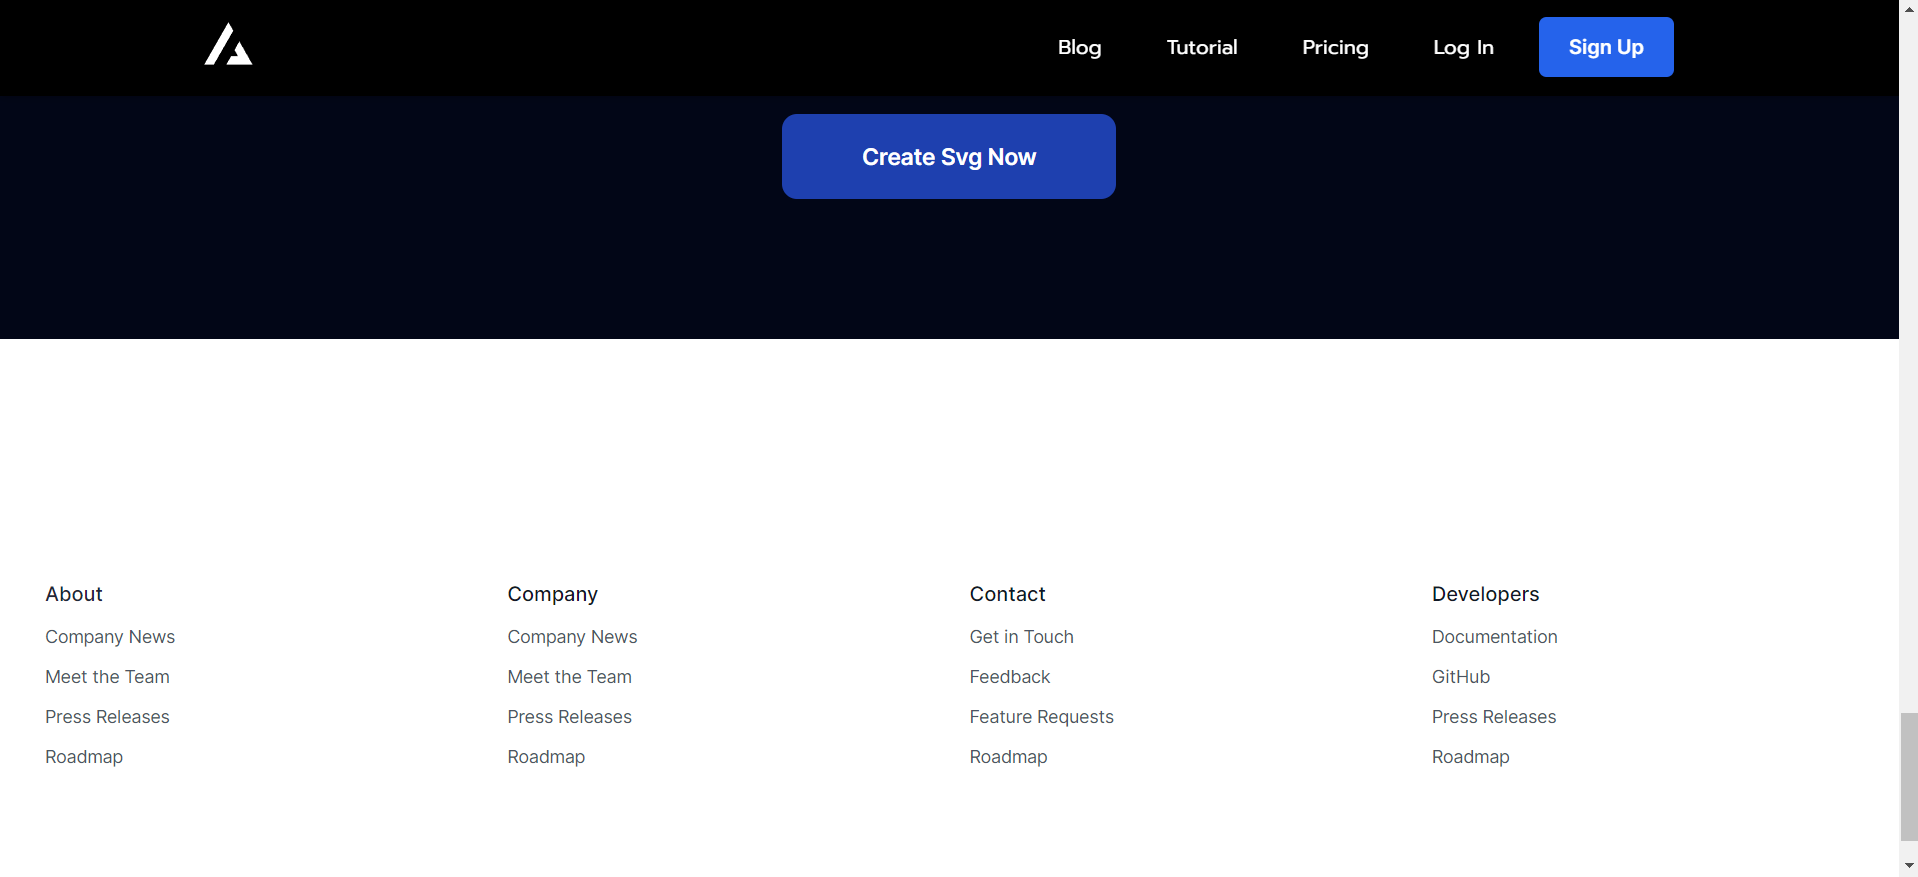 Blog
Tutorial
Pricing
Log In
Sign Up
Create Svg Now
About
Company News
Meet the Team
Press Releases
Roadmap
Company
Company News
Meet the Team
Press Releases
Roadmap
Contact
Get in Touch
Feedback
Feature Requests
Roadmap
Developers
Documentation
GitHub
Press Releases
Roadmap